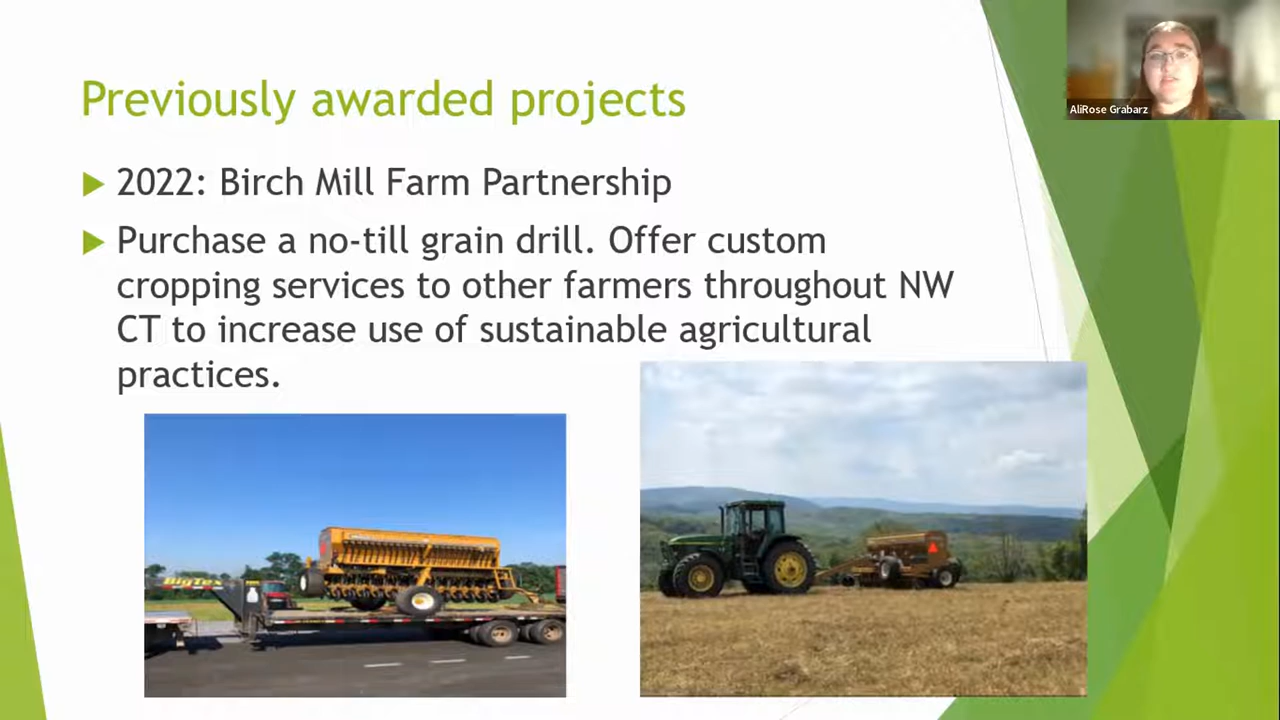 AliRose Grabarz
Previously awarded projects
2022: Birch Mill Farm Partnership
Purchase a no-till grain drill. Offer custom
cropping services to other farmers throughout NW
CT to increase use of sustainable agricultural
practices.
BigTex